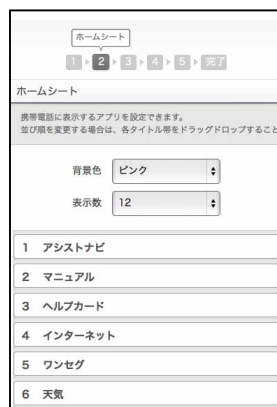 ホームシート
1 2 3 4 5 完了
ホームシート
携帯電話に表示するアプリを設定できます。
並び順を変更する場合は、各タイトル帯をドラッグドロップすること
背景色 ピンク
表示数 12
1 アシストナビ
2 マニュアル
3 ヘルプカード
4 インターネット
5 ワンセグ
6 天気